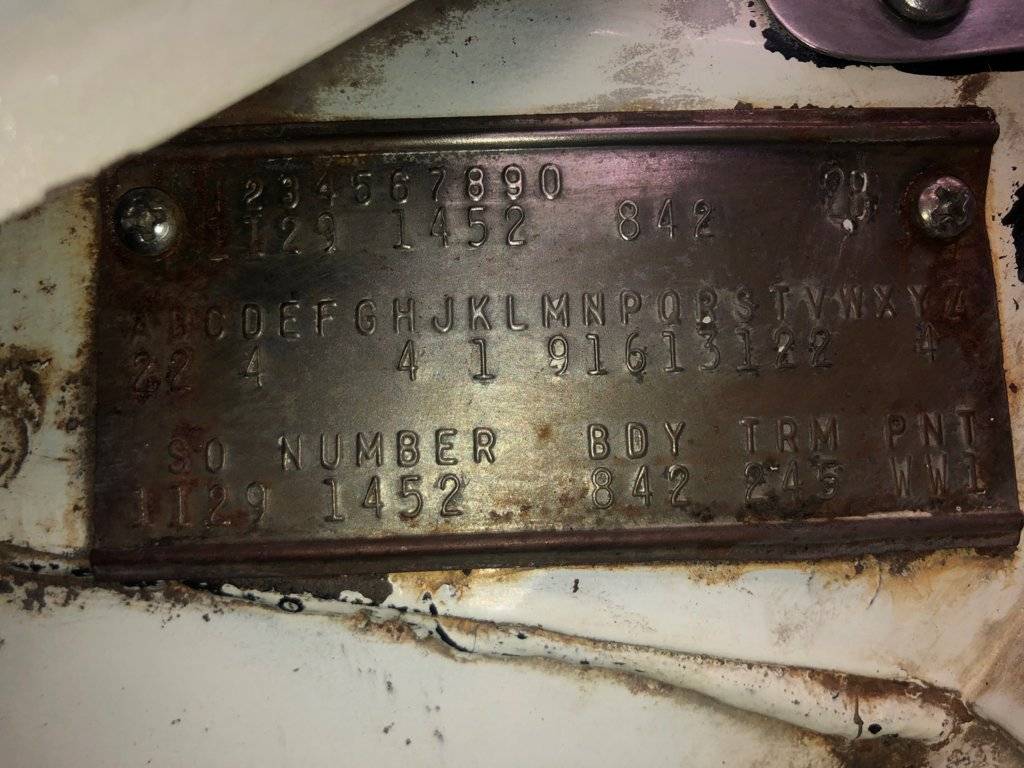 1234567890
1129 1452 842 28
ABCDEFGHJKLMNPQRSTVWXYZ
22 4 4 1 91613122 4
SO NUMBER BDY TRM PNT
1129 1452 842 245 WW1